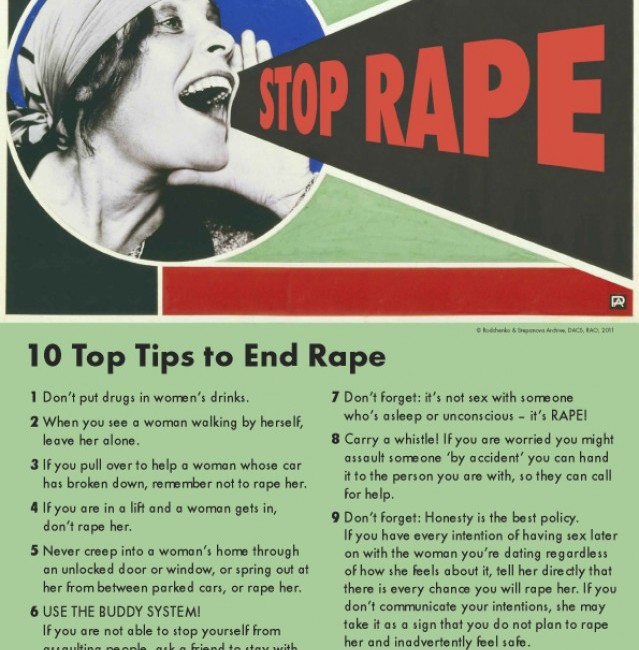 STOP RAPE
© Rodchenko & Stepanova Archive, DACS, RAO, 2011
10 Top Tips to End Rape
1 Don't put drugs in women's drinks.
2 When you see a woman walking by herself,
leave her alone.
3 If you pull over to help a woman whose car
has broken down, remember not to rape her.
4 If you are in a lift and a woman gets in,
don't rape her.
5 Never creep into a woman's home through
an unlocked door or window, or spring out at
her from between parked cars, or rape her.
6 USE THE BUDDY SYSTEM!
If you are not able to stop yourself from
assaulting people, ask a friend to stay with
7 Don't forget: it's not sex with someone
who's asleep or unconscious – it's RAPE!
8 Carry a whistle! If you are worried you might
assault someone 'by accident' you can hand
it to the person you are with, so they can call
for help.
9 Don't forget: Honesty is the best policy.
If you have every intention of having sex later
on with the woman you're dating regardless
of how she feels about it, tell her directly that
there is every chance you will rape her. If you
don't communicate your intentions, she may
take it as a sign that you do not plan to rape
her and inadvertently feel safe.